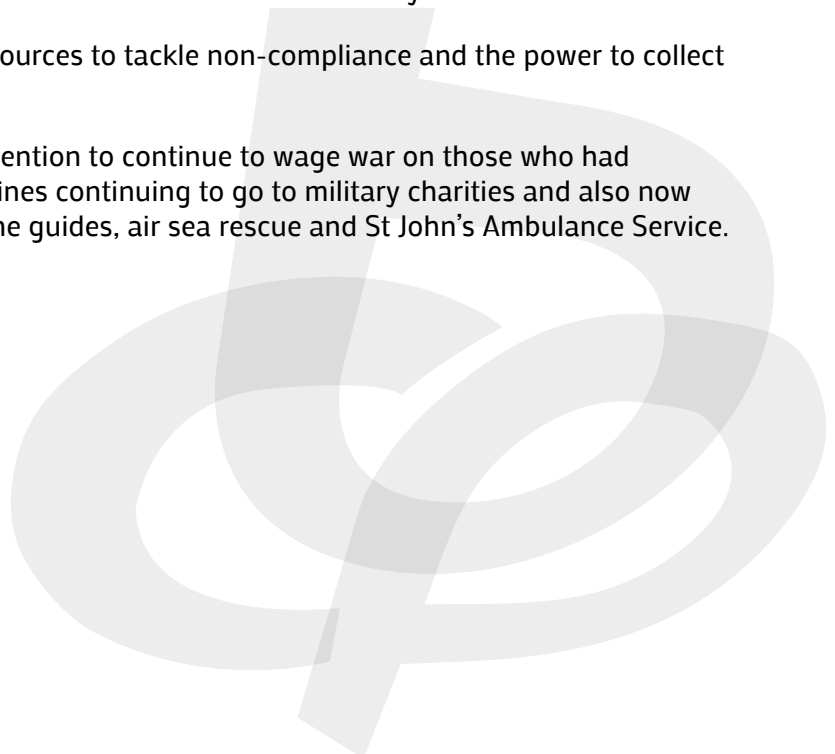 ources to tackle non-compliance and the power to collect
ention to continue to wage war on those who had
ines continuing to go to military charities and also now
e guides, air sea rescue and St John's Ambulance Service.